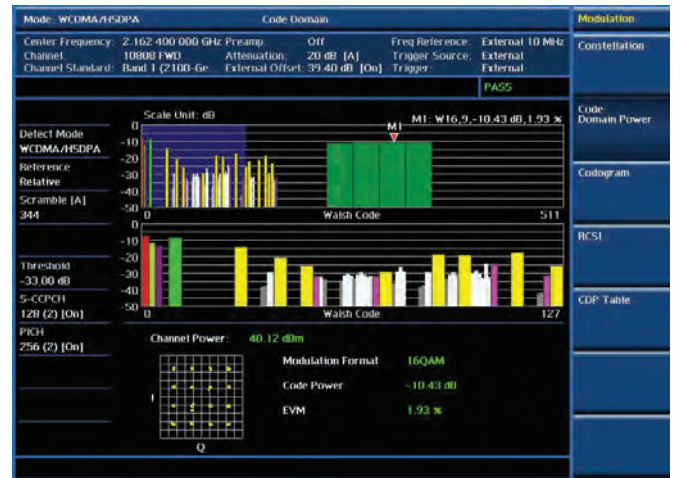 Mode: WCDMA/HSDPA Code Domain Modulation
Center Frequency: 2.162 400 000 GHz Preamp: Off Freq Reference: External 10 MHz
Channel: 10808 FWD Attenuation: 20 dB [A] Trigger Source: External
Channel Standard: Band 1 (2100-Ge External Offset: 39.40 dB [On] Trigger: External
PASS
Constellation
Code Domain Power
Codogram
RCSI
CDP Table
Detect Mode
WCDMA/HSDPA
Reference
Relative
Scramble [A]
344
Threshold
-33.00 dB
S-CCPCH
128 (2) [On]
PICH
256 (2) [On]
Scale Unit: dB
M1: W16,9,-10.43 dB,1.93 %
M1
0
-10
-20
-30
-40
-50
0 Walsh Code 511
0
-10
-20
-30
-40
-50
0 Walsh Code 127
Channel Power: 40.12 dBm
Modulation Format 16QAM
Code Power -10.43 dB
EVM 1.93 %
I
Q